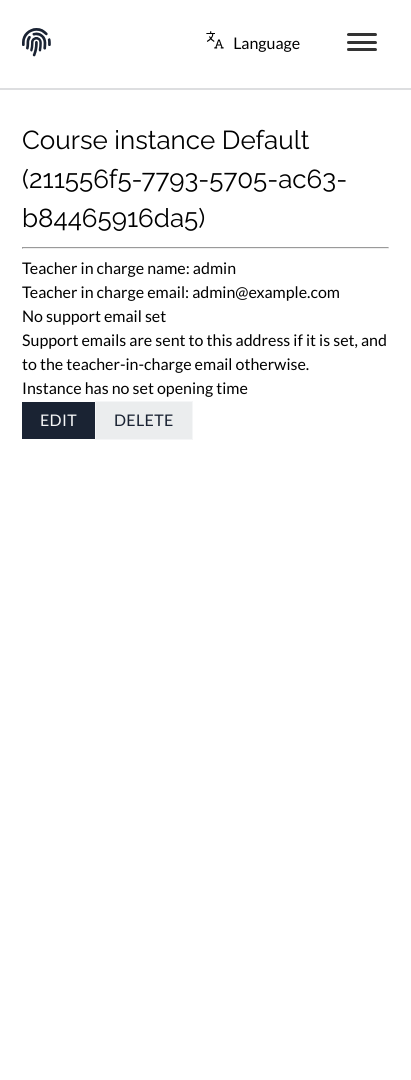 Language
Course instance Default
(211556f5-7793-5705-ac63-
b84465916da5)
Teacher in charge name: admin
Teacher in charge email: admin@example.com
No support email set
Support emails are sent to this address if it is set, and
to the teacher-in-charge email otherwise.
Instance has no set opening time
EDIT DELETE